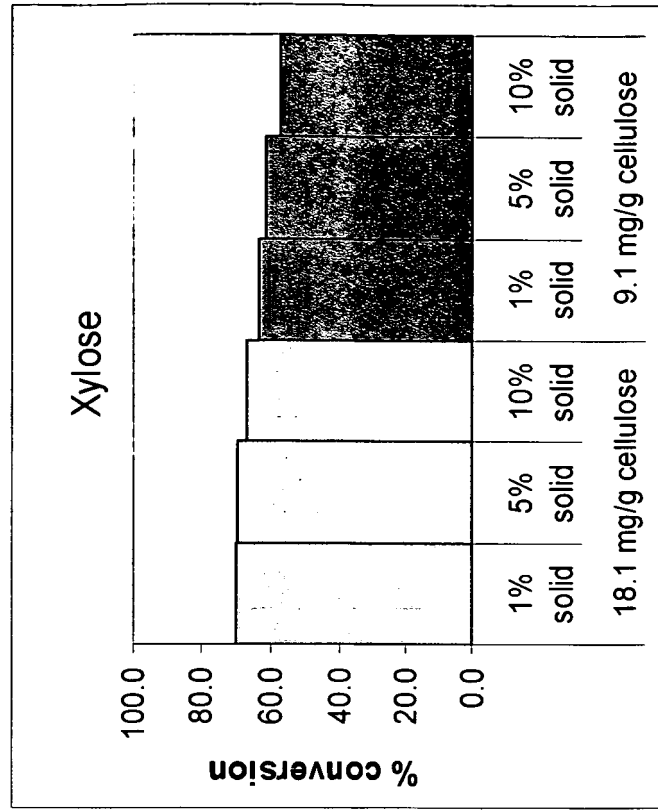 Xylose
% conversion
100.0
80.0
60.0
40.0
20.0
0.0
1% 5% 10% 1% 5% 10%
solid solid solid solid solid solid
18.1 mg/g cellulose 9.1 mg/g cellulose